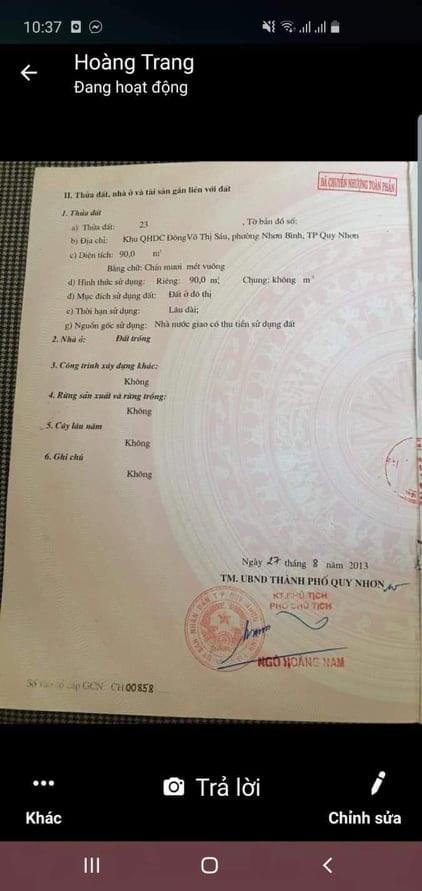 10:37
Hoàng Trang
Đang hoạt động
ĐÃ CHUYỂN NHƯỢNG TOÀN PHẦN
II. Thửa đất, nhà ở và tài sản gắn liền với đất
1. Thửa đất
a) Thửa đất: 23 , Tờ bản đồ số:
b) Địa chỉ: Khu QHDC Đông Võ Thị Sáu, phường Nhơn Bình, TP Quy Nhơn
c) Diện tích: 90,0 m²
Bằng chữ: Chín mươi mét vuông
d) Hình thức sử dụng: Riêng: 90,0 m²; Chung: không m²
đ) Mục đích sử dụng đất: Đất ở đô thị
e) Thời hạn sử dụng: Lâu dài;
g) Nguồn gốc sử dụng: Nhà nước giao có thu tiền sử dụng đất
2. Nhà ở: Đất trống
3. Công trình xây dựng khác:
Không
4. Rừng sản xuất và rừng trồng:
Không
5. Cây lâu năm
Không
6. Ghi chú
Không
Ngày 27 tháng 8 năm 2013
TM. UBND THÀNH PHỐ QUY NHƠN
KT.CHỦ TỊCH
PHÓ CHỦ TỊCH
NGÔ HOÀNG NAM
Số vào sổ cấp GCN: CH 00858
Trả lời
Khác
Chỉnh sửa